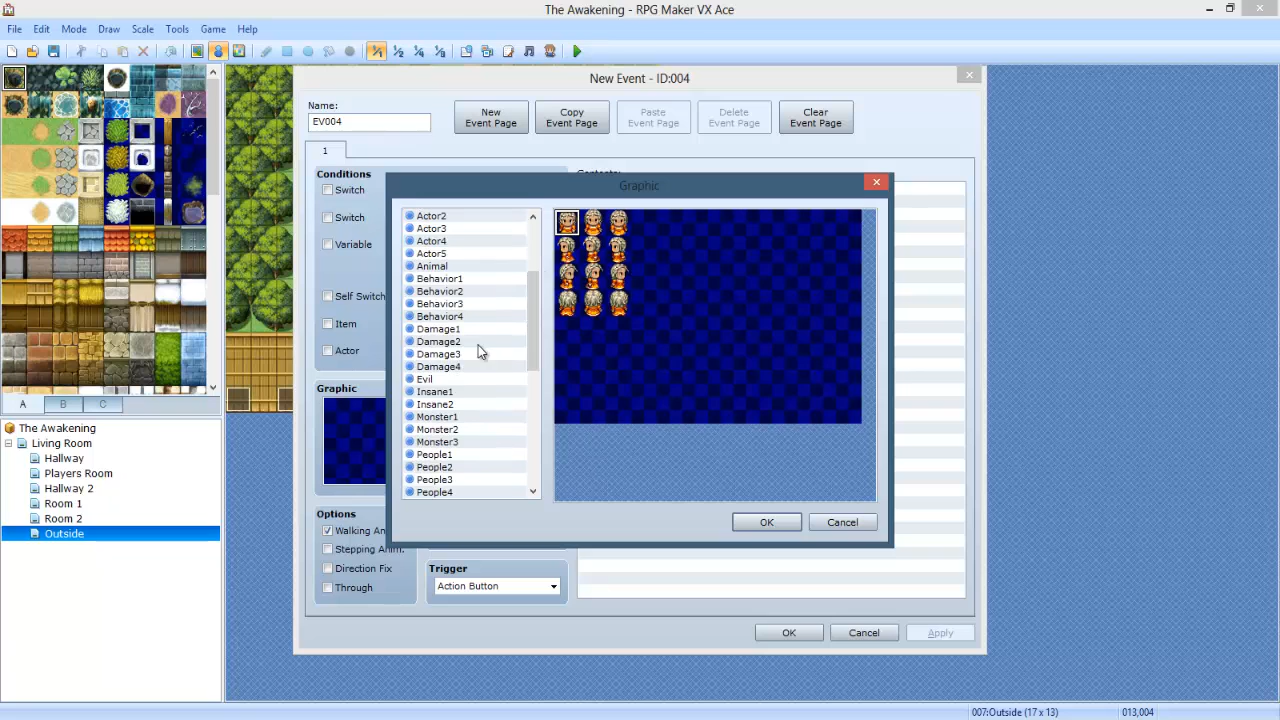 The Awakening - RPG Maker VX Ace
File Edit Mode Draw Scale Tools Game Help
New Event - ID:004
Name:
EV004
New Event Page
Copy Event Page
Paste Event Page
Delete Event Page
Clear Event Page
1
Conditions
Switch
Switch
Variable
Self Switch
Item
Actor
Graphic
Graphic
Actor2
Actor3
Actor4
Actor5
Animal
Behavior1
Behavior2
Behavior3
Behavior4
Damage1
Damage2
Damage3
Damage4
Evil
Insane1
Insane2
Monster1
Monster2
Monster3
People1
People2
People3
People4
OK Cancel
Options
Walking An
Stepping Anim.
Direction Fix
Through
Trigger
Action Button
OK Cancel Apply
A B C
The Awakening
Living Room
Hallway
Players Room
Hallway 2
Room 1
Room 2
Outside
007:Outside (17 x 13) 013,004